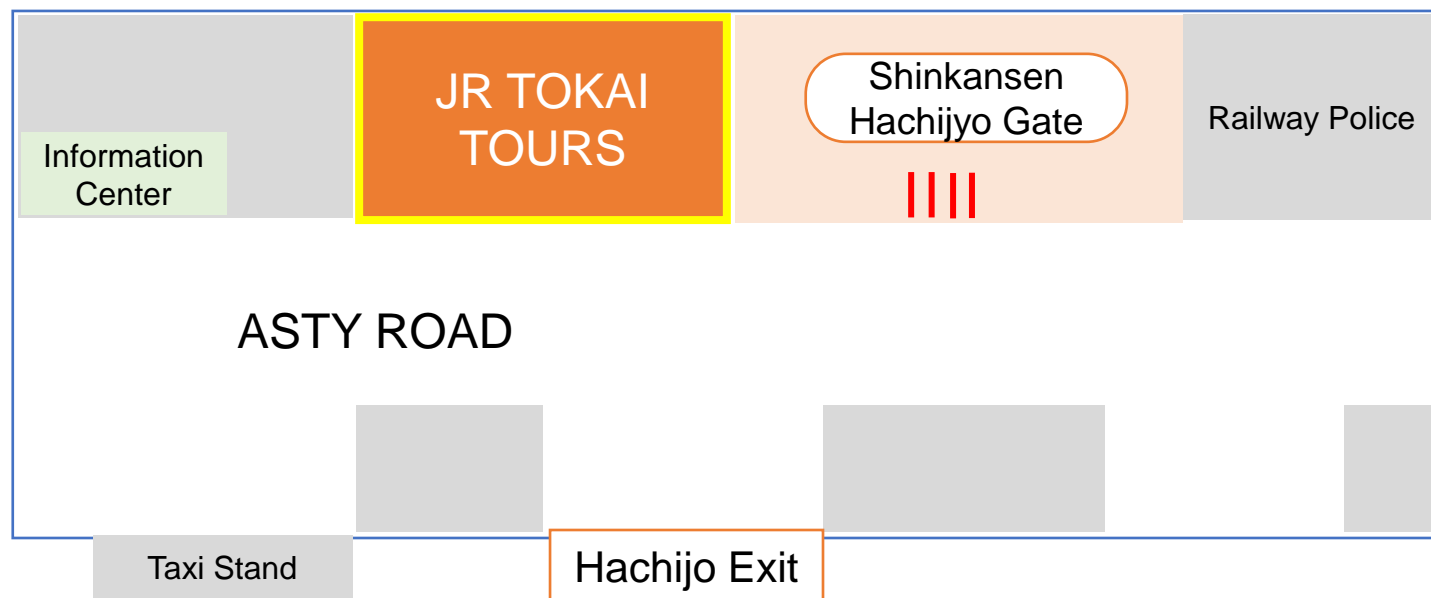 JR TOKAI
TOURS
Shinkansen
Hachijyo Gate
Railway Police
Information
Center
ASTY ROAD
Taxi Stand
Hachijo Exit